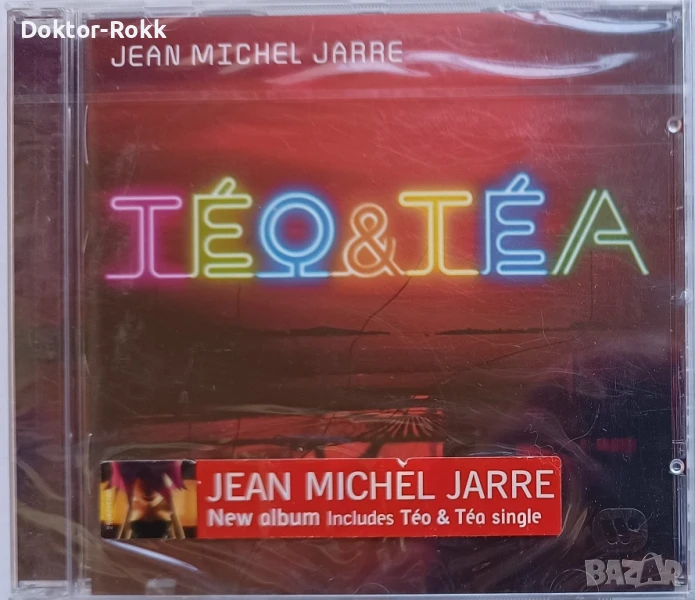 Doktor-Rokk
JEAN MICHEL JARRE
TÉO & TÉA
JEAN MICHEL JARRE
New album Includes Téo & Téa single
BAZAR